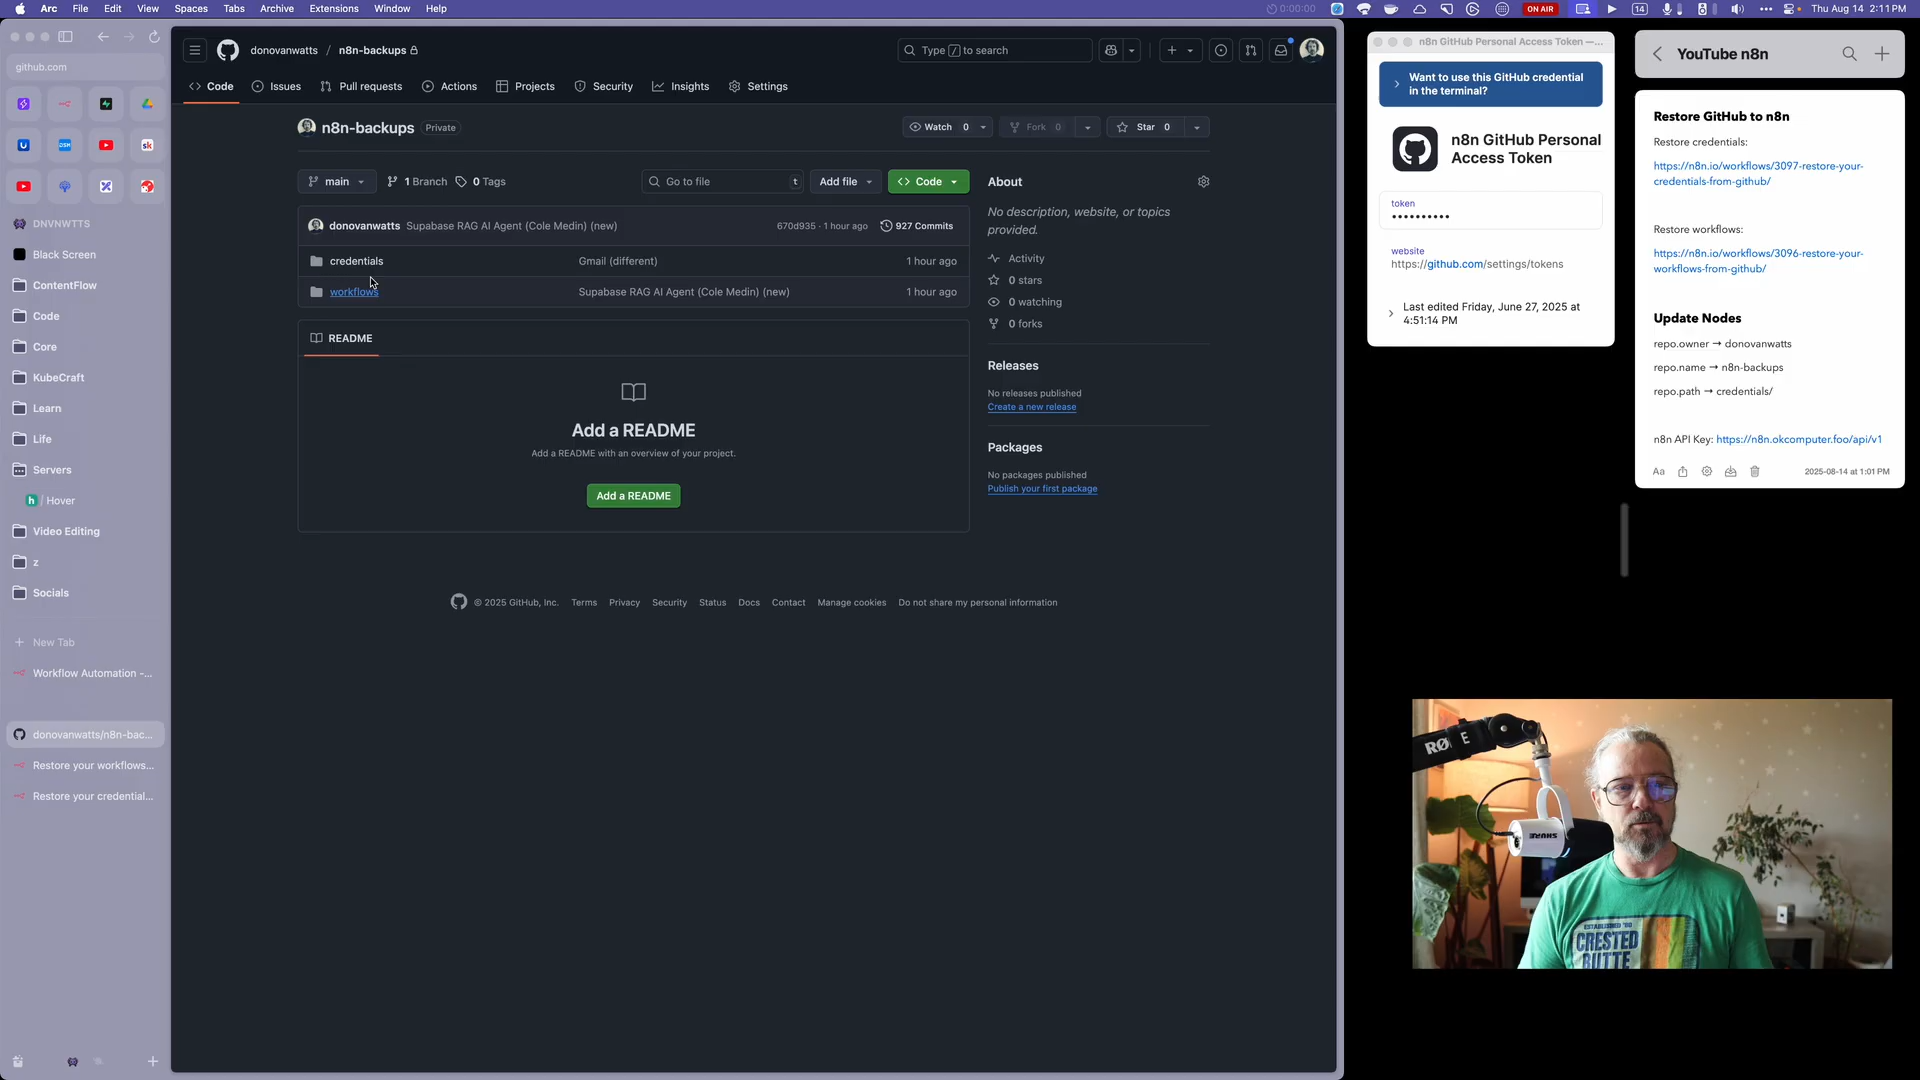 Arc File Edit View Spaces Tabs Archive Extensions Window Help
0:00:00 ON AIR 14 Thu Aug 14 2:11 PM
github.com
DNVNWTTS
Black Screen
ContentFlow
Code
Core
KubeCraft
Learn
Life
Servers
h / Hover
Video Editing
z
Socials
+ New Tab
Workflow Automation -...
donovanwatts/n8n-bac...
Restore your workflows...
Restore your credential...
donovanwatts / n8n-backups
Type / to search
Code Issues Pull requests Actions Projects Security Insights Settings
n8n-backups Private
Watch 0 Fork 0 Star 0
main 1 Branch 0 Tags
Go to file t Add file Code
donovanwatts Supabase RAG AI Agent (Cole Medin) (new) 670d935 · 1 hour ago 927 Commits
credentials Gmail (different) 1 hour ago
workflows Supabase RAG AI Agent (Cole Medin) (new) 1 hour ago
README
Add a README
Add a README with an overview of your project.
Add a README
About
No description, website, or topics
provided.
Activity
0 stars
0 watching
0 forks
Releases
No releases published
Create a new release
Packages
No packages published
Publish your first package
© 2025 GitHub, Inc. Terms Privacy Security Status Docs Contact Manage cookies Do not share my personal information
n8n GitHub Personal Access Token —...
Want to use this GitHub credential
in the terminal?
n8n GitHub Personal
Access Token
token
••••••••••
website
https://github.com/settings/tokens
Last edited Friday, June 27, 2025 at
4:51:14 PM
YouTube n8n
Restore GitHub to n8n
Restore credentials:
https://n8n.io/workflows/3097-restore-your-
credentials-from-github/
Restore workflows:
https://n8n.io/workflows/3096-restore-your-
workflows-from-github/
Update Nodes
repo.owner → donovanwatts
repo.name → n8n-backups
repo.path → credentials/
n8n API Key: https://n8n.okcomputer.foo/api/v1
Aa 2025-08-14 at 1:01 PM
RØDE
SHURE
ESTABLISHED '80
CRESTED
BUTTE